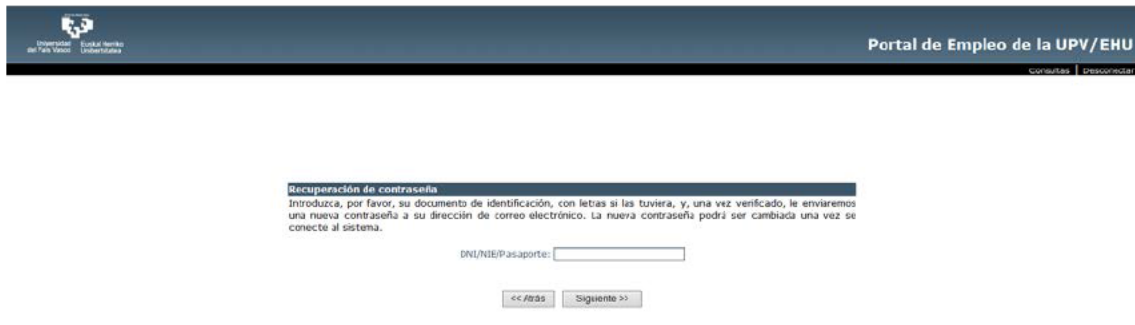 Universidad del País Vasco
Euskal Herriko Unibertsitatea
Portal de Empleo de la UPV/EHU
Consultas | Desconectar
Recuperación de contraseña
Introduzca, por favor, su documento de identificación, con letras si las tuviera, y, una vez verificado, le enviaremos
una nueva contraseña a su dirección de correo electrónico. La nueva contraseña podrá ser cambiada una vez se
conecte al sistema.
DNI/NIE/Pasaporte:
<< Atrás
Siguiente >>